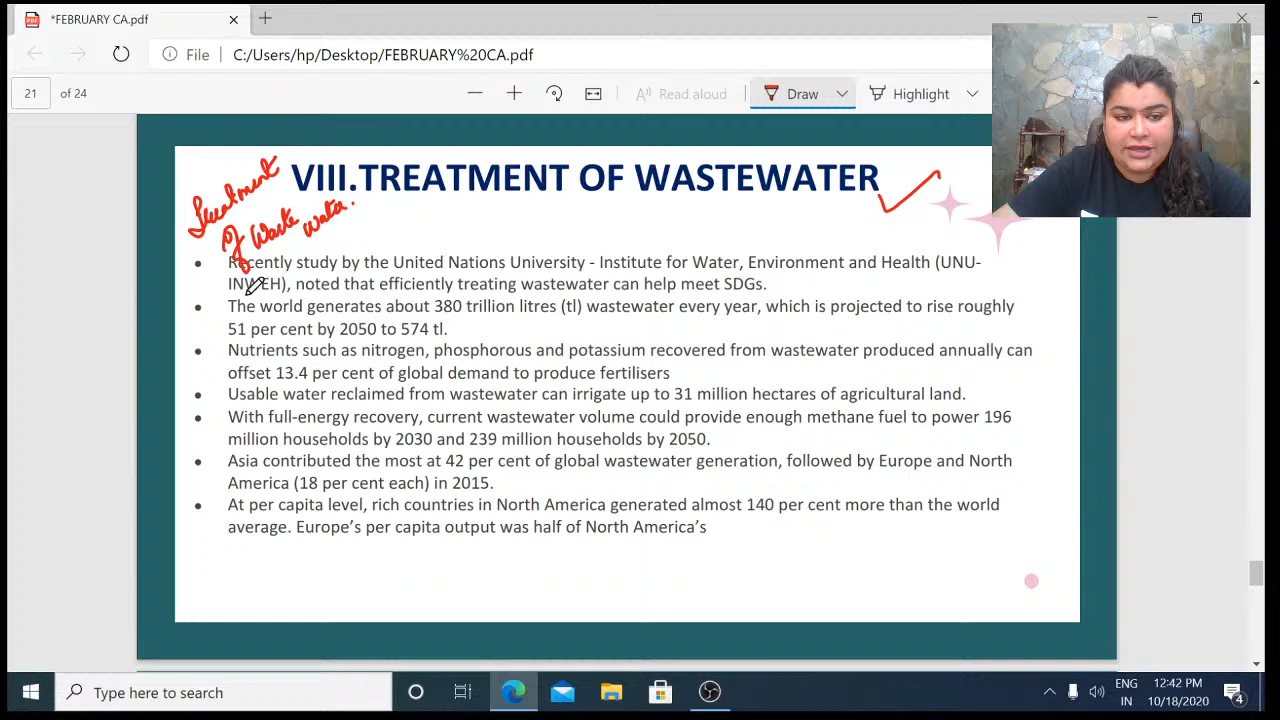 *FEBRUARY CA.pdf
File C:/Users/hp/Desktop/FEBRUARY%20CA.pdf
21 of 24 Read aloud Draw Highlight
VIII.TREATMENT OF WASTEWATER
Treatment
of Waste water.
Recently study by the United Nations University - Institute for Water, Environment and Health (UNU-
INWEH), noted that efficiently treating wastewater can help meet SDGs.
The world generates about 380 trillion litres (tl) wastewater every year, which is projected to rise roughly
51 per cent by 2050 to 574 tl.
Nutrients such as nitrogen, phosphorous and potassium recovered from wastewater produced annually can
offset 13.4 per cent of global demand to produce fertilisers
Usable water reclaimed from wastewater can irrigate up to 31 million hectares of agricultural land.
With full-energy recovery, current wastewater volume could provide enough methane fuel to power 196
million households by 2030 and 239 million households by 2050.
Asia contributed the most at 42 per cent of global wastewater generation, followed by Europe and North
America (18 per cent each) in 2015.
At per capita level, rich countries in North America generated almost 140 per cent more than the world
average. Europe's per capita output was half of North America's
Type here to search
ENG
IN
12:42 PM
10/18/2020
4